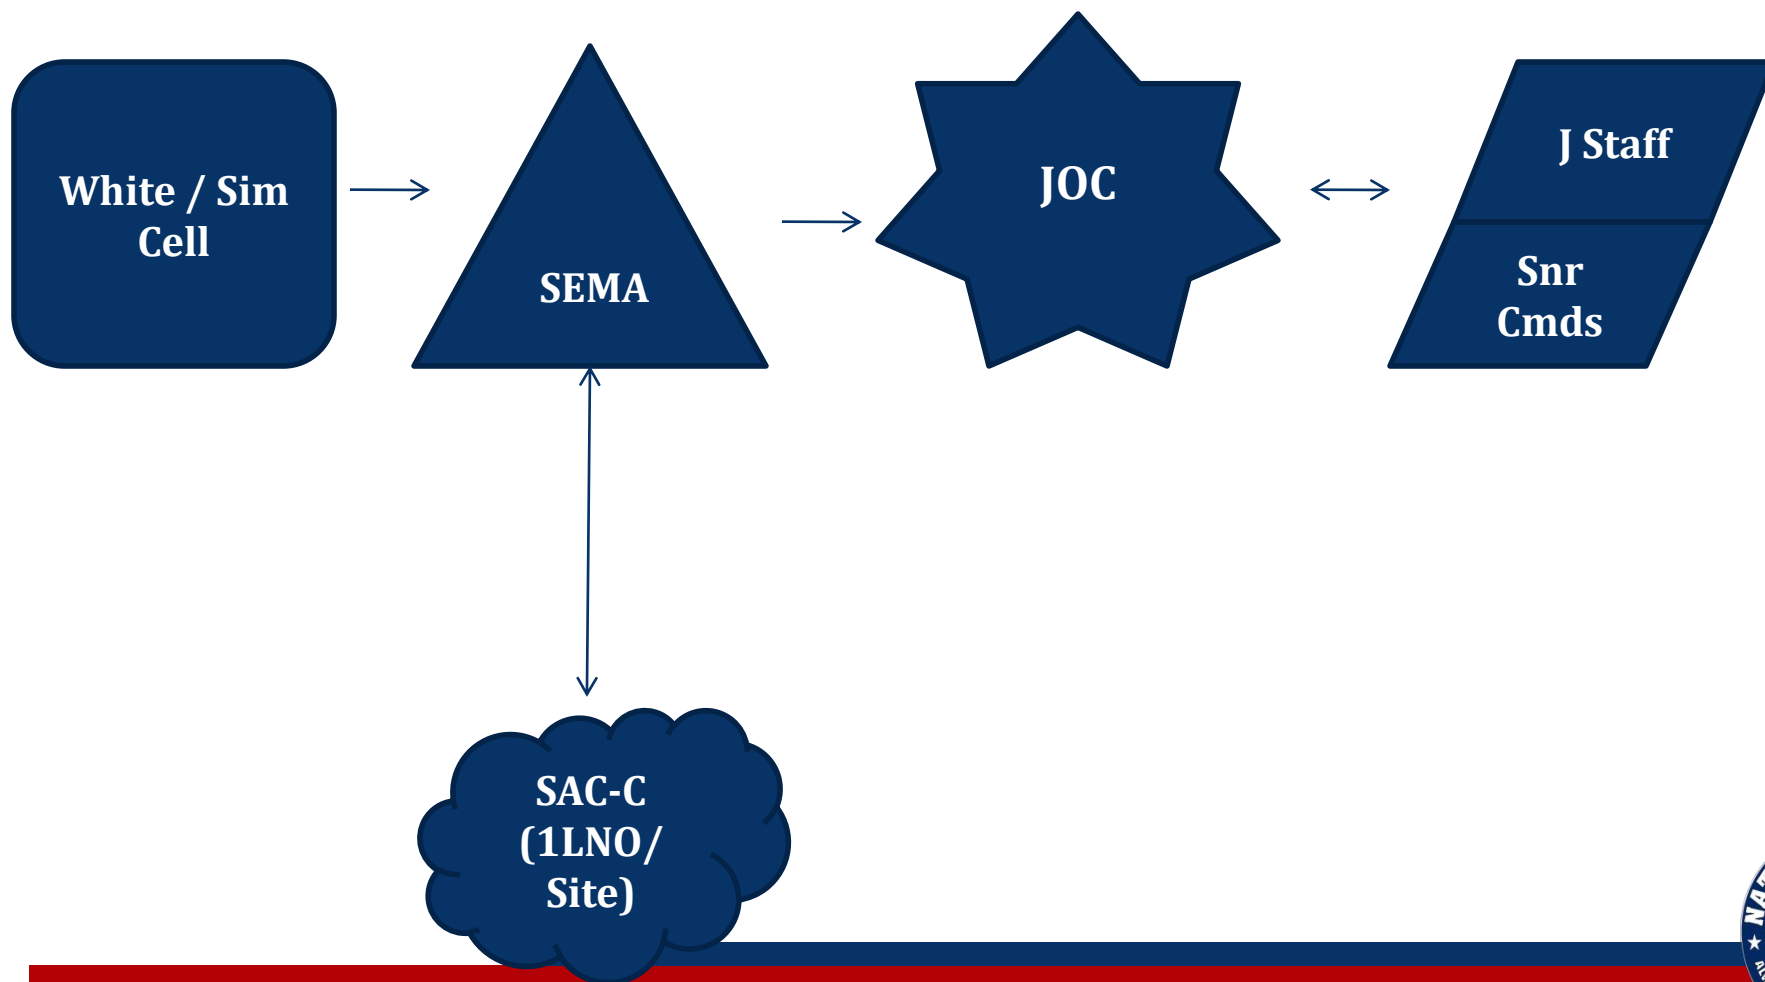 White / Sim
Cell
SEMA
JOC
J Staff
Snr
Cmds
SAC-C
(1LNO/
Site)